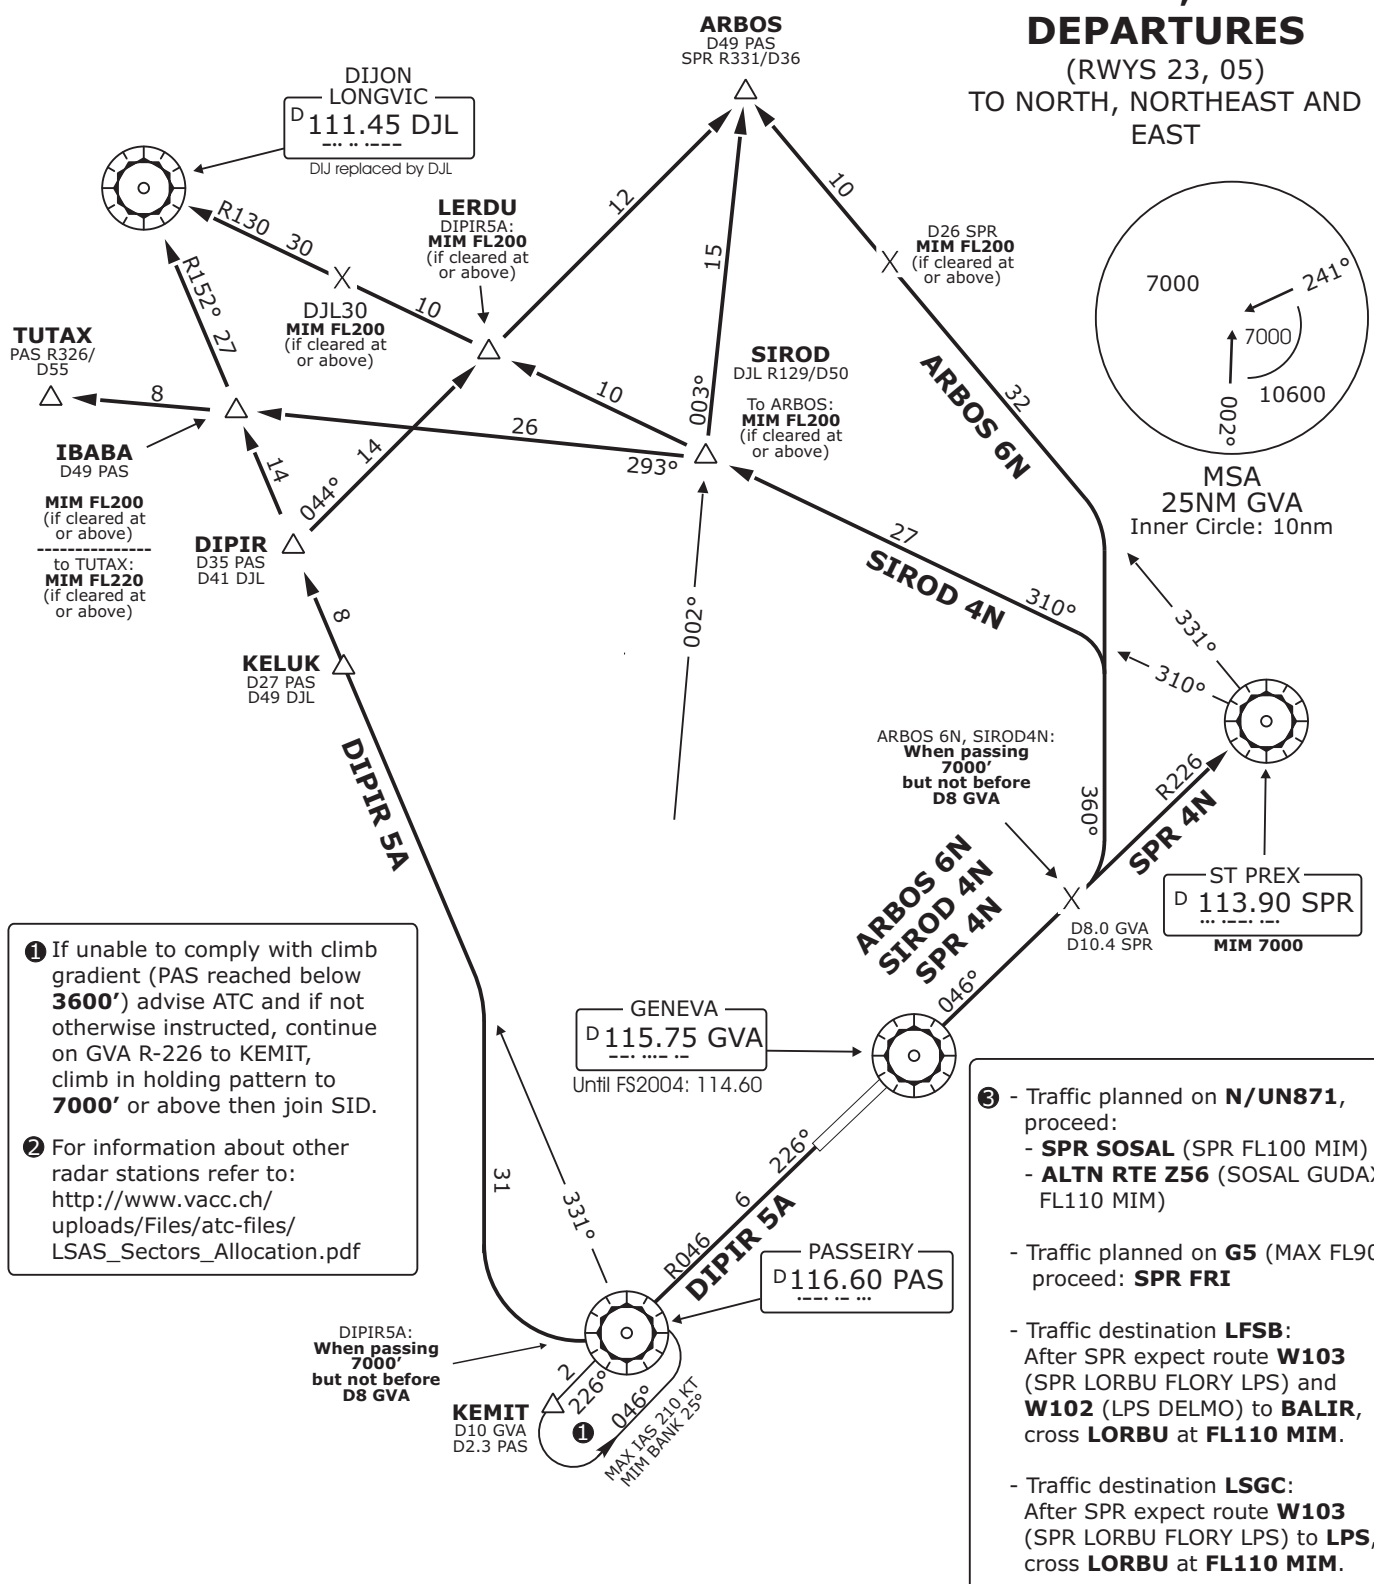 DEPARTURES
(RWYS 23, 05)
TO NORTH, NORTHEAST AND
EAST
ARBOS
D49 PAS
SPR R331/D36
DIJON
LONGVIC
D 111.45 DJL
DIJ replaced by DJL
R130
30
10
12
15
10
LERDU
DIPIR5A:
MIM FL200
(if cleared at
or above)
D26 SPR
MIM FL200
(if cleared at
or above)
7000
241°
7000
10600
002°
MSA
25NM GVA
Inner Circle: 10nm
DJL30
MIM FL200
(if cleared at
or above)
R152°
27
TUTAX
PAS R326/
D55
8
IBABA
D49 PAS
MIM FL200
(if cleared at
or above)
---------------
to TUTAX:
MIM FL220
(if cleared at
or above)
14
044°
14
26
293°
10
003°
SIROD
DJL R129/D50
To ARBOS:
MIM FL200
(if cleared at
or above)
32
ARBOS 6N
27
SIROD 4N
310°
331°
310°
002°
DIPIR
D35 PAS
D41 DJL
8
KELUK
D27 PAS
D49 DJL
DIPIR 5A
ARBOS 6N, SIROD4N:
When passing
7000'
but not before
D8 GVA
360°
R226
SPR 4N
ST PREX
D 113.90 SPR
MIM 7000
D8.0 GVA
D10.4 SPR
ARBOS 6N
SIROD 4N
SPR 4N
046°
GENEVA
D 115.75 GVA
Until FS2004: 114.60
1 If unable to comply with climb
gradient (PAS reached below
3600') advise ATC and if not
otherwise instructed, continue
on GVA R-226 to KEMIT,
climb in holding pattern to
7000' or above then join SID.
2 For information about other
radar stations refer to:
http://www.vacc.ch/
uploads/Files/atc-files/
LSAS_Sectors_Allocation.pdf
31
331°
226°
6
R046
DIPIR 5A
PASSEIRY
D 116.60 PAS
DIPIR5A:
When passing
7000'
but not before
D8 GVA
2
226°
046°
1
MAX IAS 210 KT
MIM BANK 25°
KEMIT
D10 GVA
D2.3 PAS
3 - Traffic planned on N/UN871,
proceed:
- SPR SOSAL (SPR FL100 MIM)
- ALTN RTE Z56 (SOSAL GUDAX
FL110 MIM)
- Traffic planned on G5 (MAX FL90
proceed: SPR FRI
- Traffic destination LFSB:
After SPR expect route W103
(SPR LORBU FLORY LPS) and
W102 (LPS DELMO) to BALIR,
cross LORBU at FL110 MIM.
- Traffic destination LSGC:
After SPR expect route W103
(SPR LORBU FLORY LPS) to LPS,
cross LORBU at FL110 MIM.